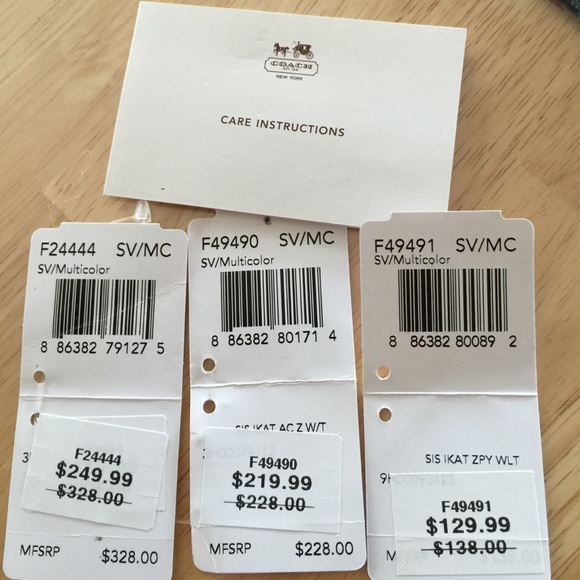 COACH
EST. 1941
NEW YORK
CARE INSTRUCTIONS
F24444 SV/MC
SV/Multicolor
8 86382 79127 5
F24444
$249.99
$328.00
MFSRP $328.00
F49490 SV/MC
SV/Multicolor
8 86382 80171 4
SIS IKAT AC Z W/T
F49490
$219.99
$228.00
MFSRP $228.00
F49491 SV/MC
SV/Multicolor
8 86382 80089 2
SIS IKAT ZPY WLT
F49491
$129.99
$138.00